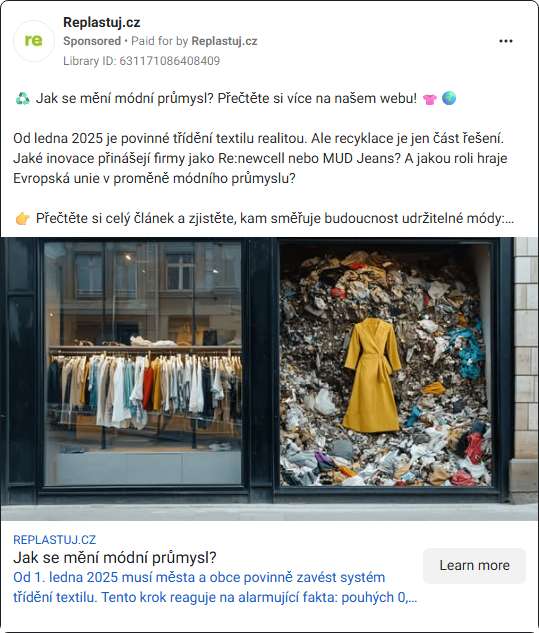 re
Replastuj.cz
Sponsored • Paid for by Replastuj.cz
Library ID: 631171086408409
♻️ Jak se mění módní průmysl? Přečtěte si více na našem webu! 👚🌍
Od ledna 2025 je povinné třídění textilu realitou. Ale recyklace je jen část řešení.
Jaké inovace přinášejí firmy jako Re:newcell nebo MUD Jeans? A jakou roli hraje
Evropská unie v proměně módního průmyslu?
👉 Přečtěte si celý článek a zjistěte, kam směřuje budoucnost udržitelné módy:...
REPLASTUJ.CZ
Jak se mění módní průmysl?
Od 1. ledna 2025 musí města a obce povinně zavést systém
třídění textilu. Tento krok reaguje na alarmující fakta: pouhých 0,...
Learn more